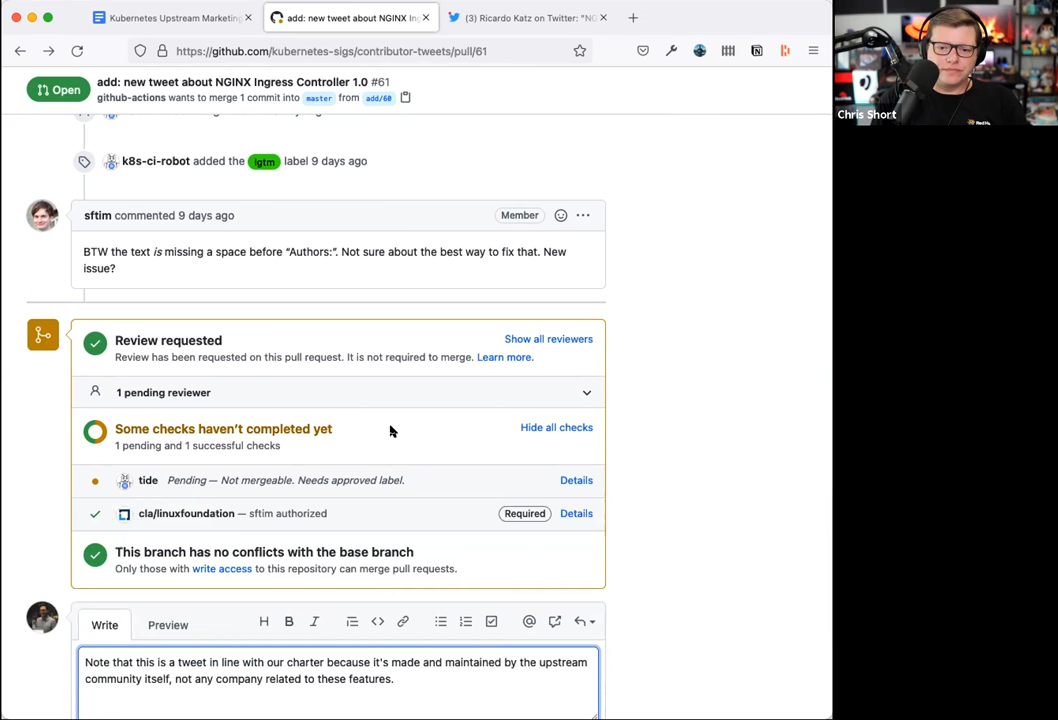 Kubernetes Upstream Marketing
add: new tweet about NGINX In
(3) Ricardo Katz on Twitter: "NG
https://github.com/kubernetes-sigs/contributor-tweets/pull/61
Open
add: new tweet about NGINX Ingress Controller 1.0 #61
github-actions wants to merge 1 commit into master from add/60
k8s-ci-robot added the lgtm label 9 days ago
sftim commented 9 days ago
Member
BTW the text is missing a space before “Authors:”. Not sure about the best way to fix that. New
issue?
Review requested
Show all reviewers
Review has been requested on this pull request. It is not required to merge. Learn more.
1 pending reviewer
Some checks haven’t completed yet
Hide all checks
1 pending and 1 successful checks
tide Pending — Not mergeable. Needs approved label.
Details
cla/linuxfoundation — sftim authorized
Required
Details
This branch has no conflicts with the base branch
Only those with write access to this repository can merge pull requests.
Write
Preview
Note that this is a tweet in line with our charter because it's made and maintained by the upstream
community itself, not any company related to these features.
Chris Short